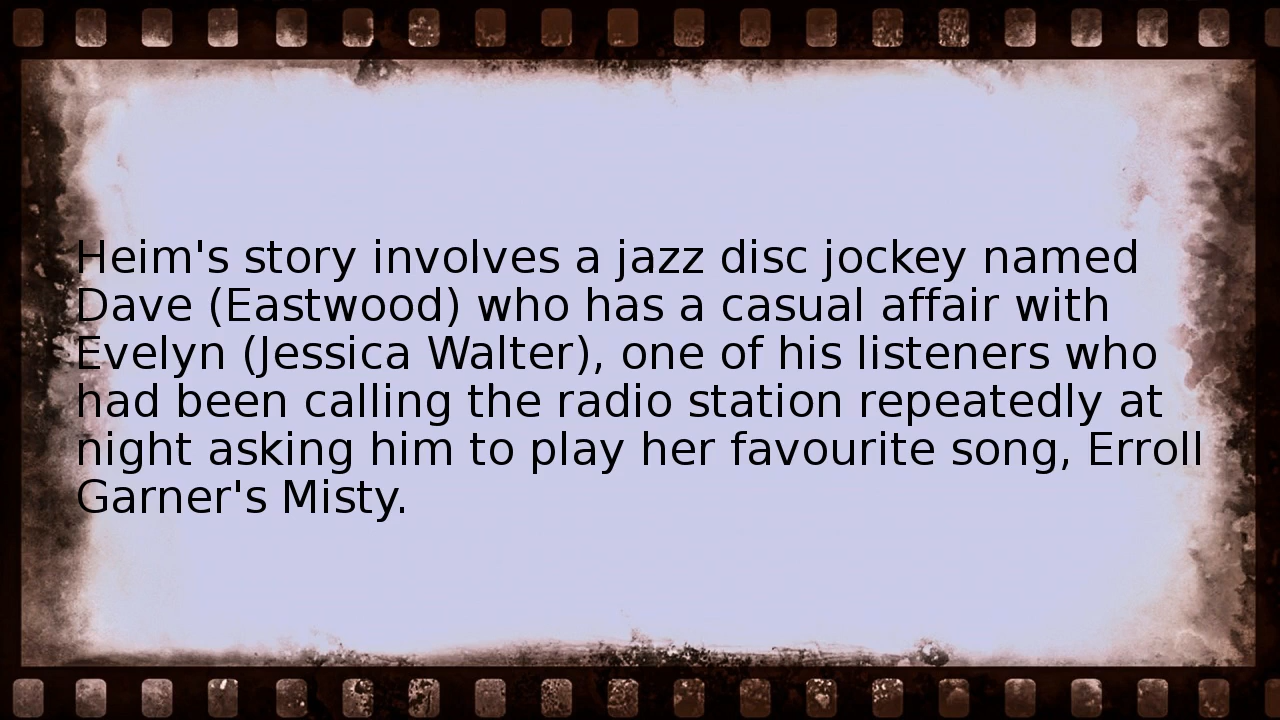 Heim's story involves a jazz disc jockey named
Dave (Eastwood) who has a casual affair with
Evelyn (Jessica Walter), one of his listeners who
had been calling the radio station repeatedly at
night asking him to play her favourite song, Erroll
Garner's Misty.